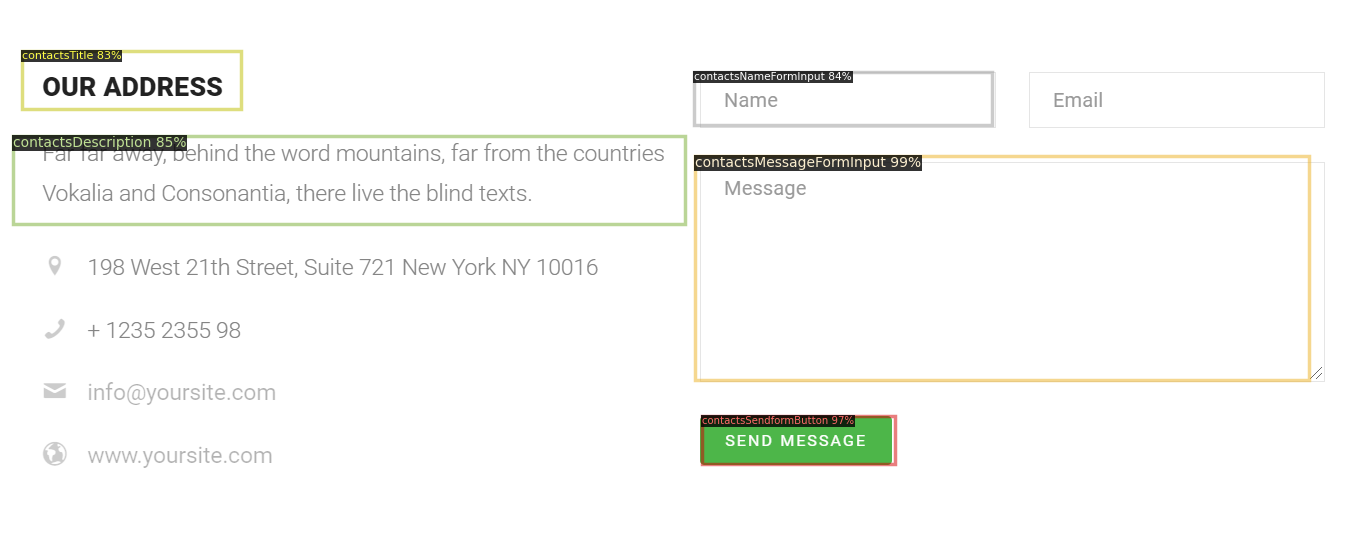 contactsTitle 83%
OUR ADDRESS
contactsDescription 85%
Far far away, behind the word mountains, far from the countries
Vokalia and Consonantia, there live the blind texts.
198 West 21th Street, Suite 721 New York NY 10016
+ 1235 2355 98
info@yoursite.com
www.yoursite.com
contactsNameFormInput 84%
Name
Email
contactsMessageFormInput 99%
Message
contactsSendformButton 97%
SEND MESSAGE